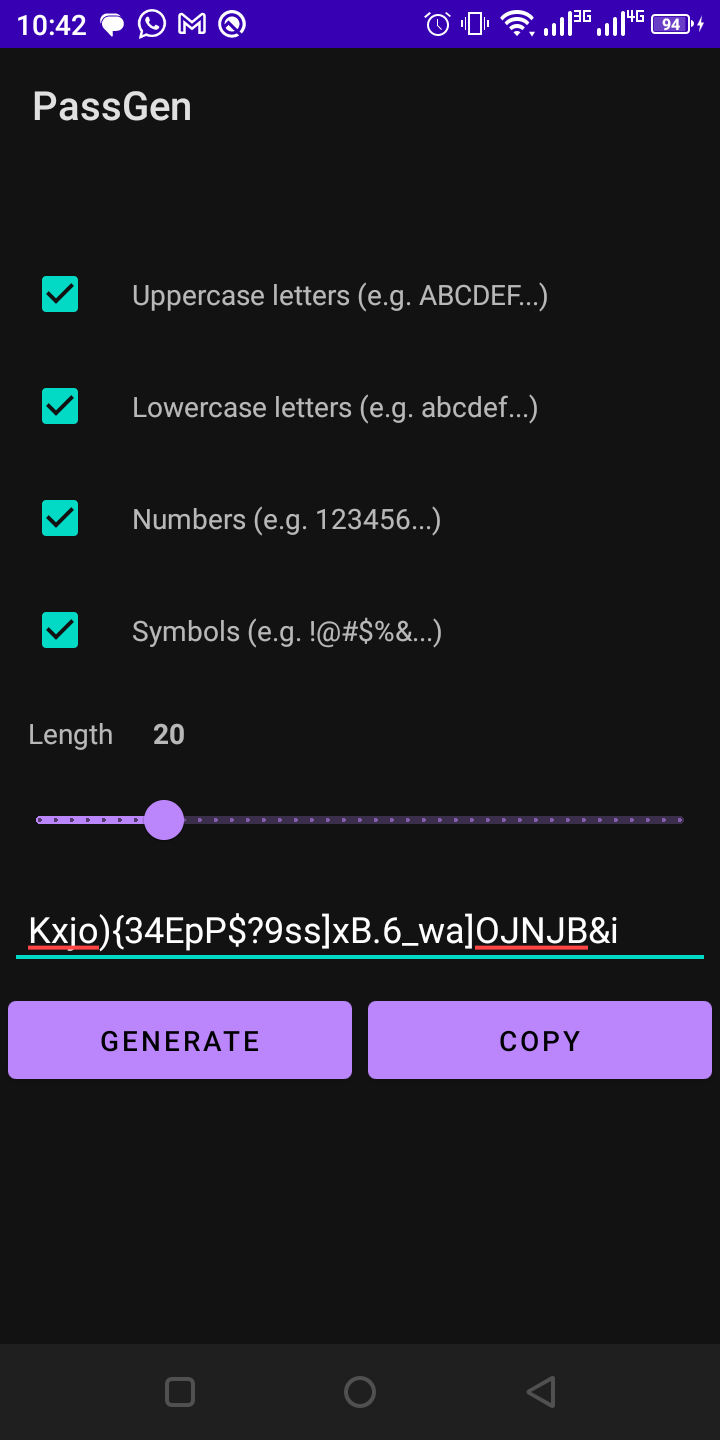 10:42 3G 4G 94
PassGen
Uppercase letters (e.g. ABCDEF...)
Lowercase letters (e.g. abcdef...)
Numbers (e.g. 123456...)
Symbols (e.g. !@#$%&...)
Length 20
Kxjo){34EpP$?9ss]xB.6_wa]OJNJB&i
GENERATE COPY